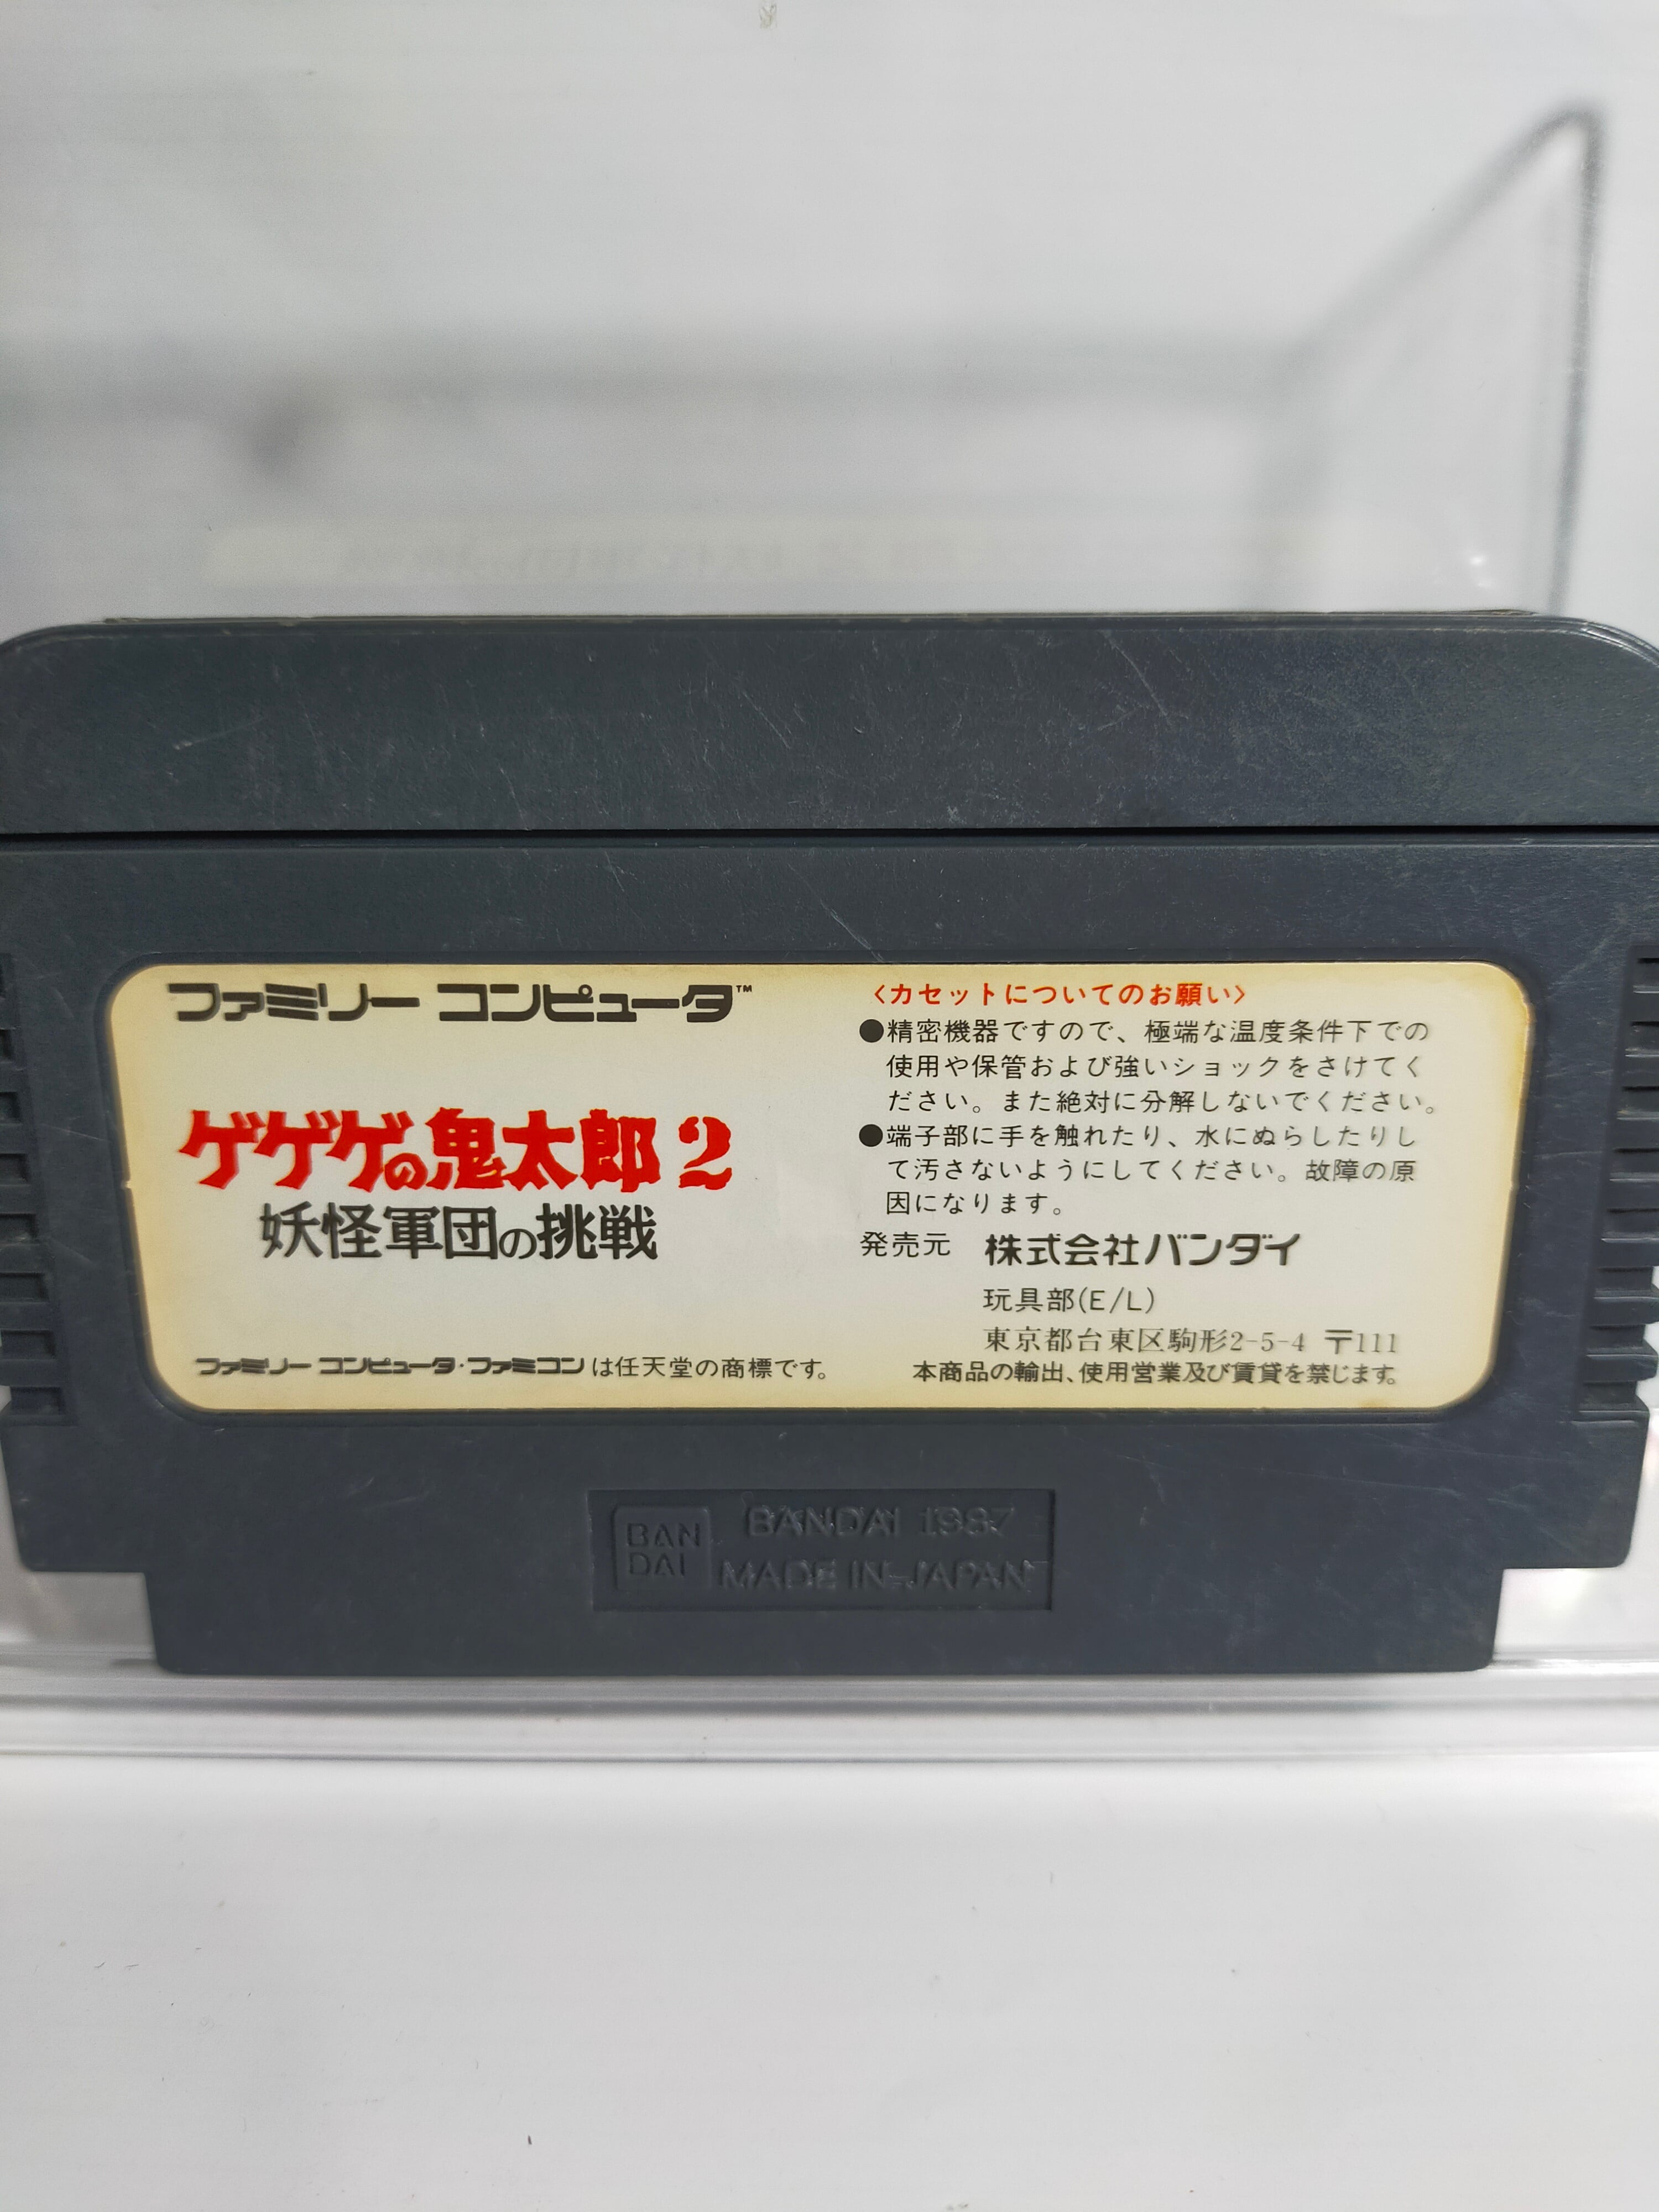 ファミリー コンピュータ™
ゲゲゲの鬼太郎2
妖怪軍団の挑戦
ファミリー コンピュータ・ファミコン は任天堂の商標です。
〈カセットについてのお願い〉
●精密機器ですので、極端な温度条件下での
使用や保管および強いショックをさけてく
ださい。また絶対に分解しないでください。
●端子部に手を触れたり、水にぬらしたりし
て汚さないようにしてください。故障の原
因になります。
発売元 株式会社バンダイ
玩具部(E/L)
東京都台東区駒形2-5-4 〒111
本商品の輸出、使用営業及び賃貸を禁じます。
BAN
DAI
BANDAI 1987
MADE IN JAPAN